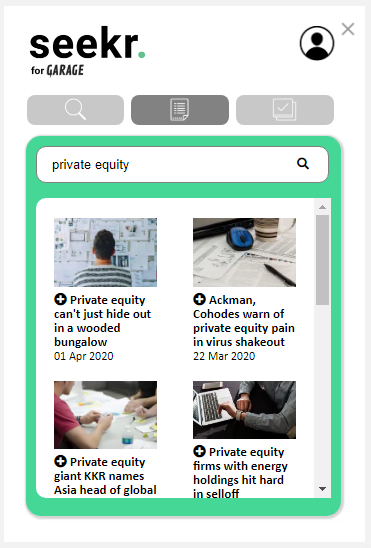 seekr.
for GARAGE
private equity
Private equity
can't just hide out
in a wooded
bungalow
01 Apr 2020
Ackman,
Cohodes warn of
private equity pain
in virus shakeout
22 Mar 2020
Private equity
giant KKR names
Asia head of global
Private equity
firms with energy
holdings hit hard
in selloff